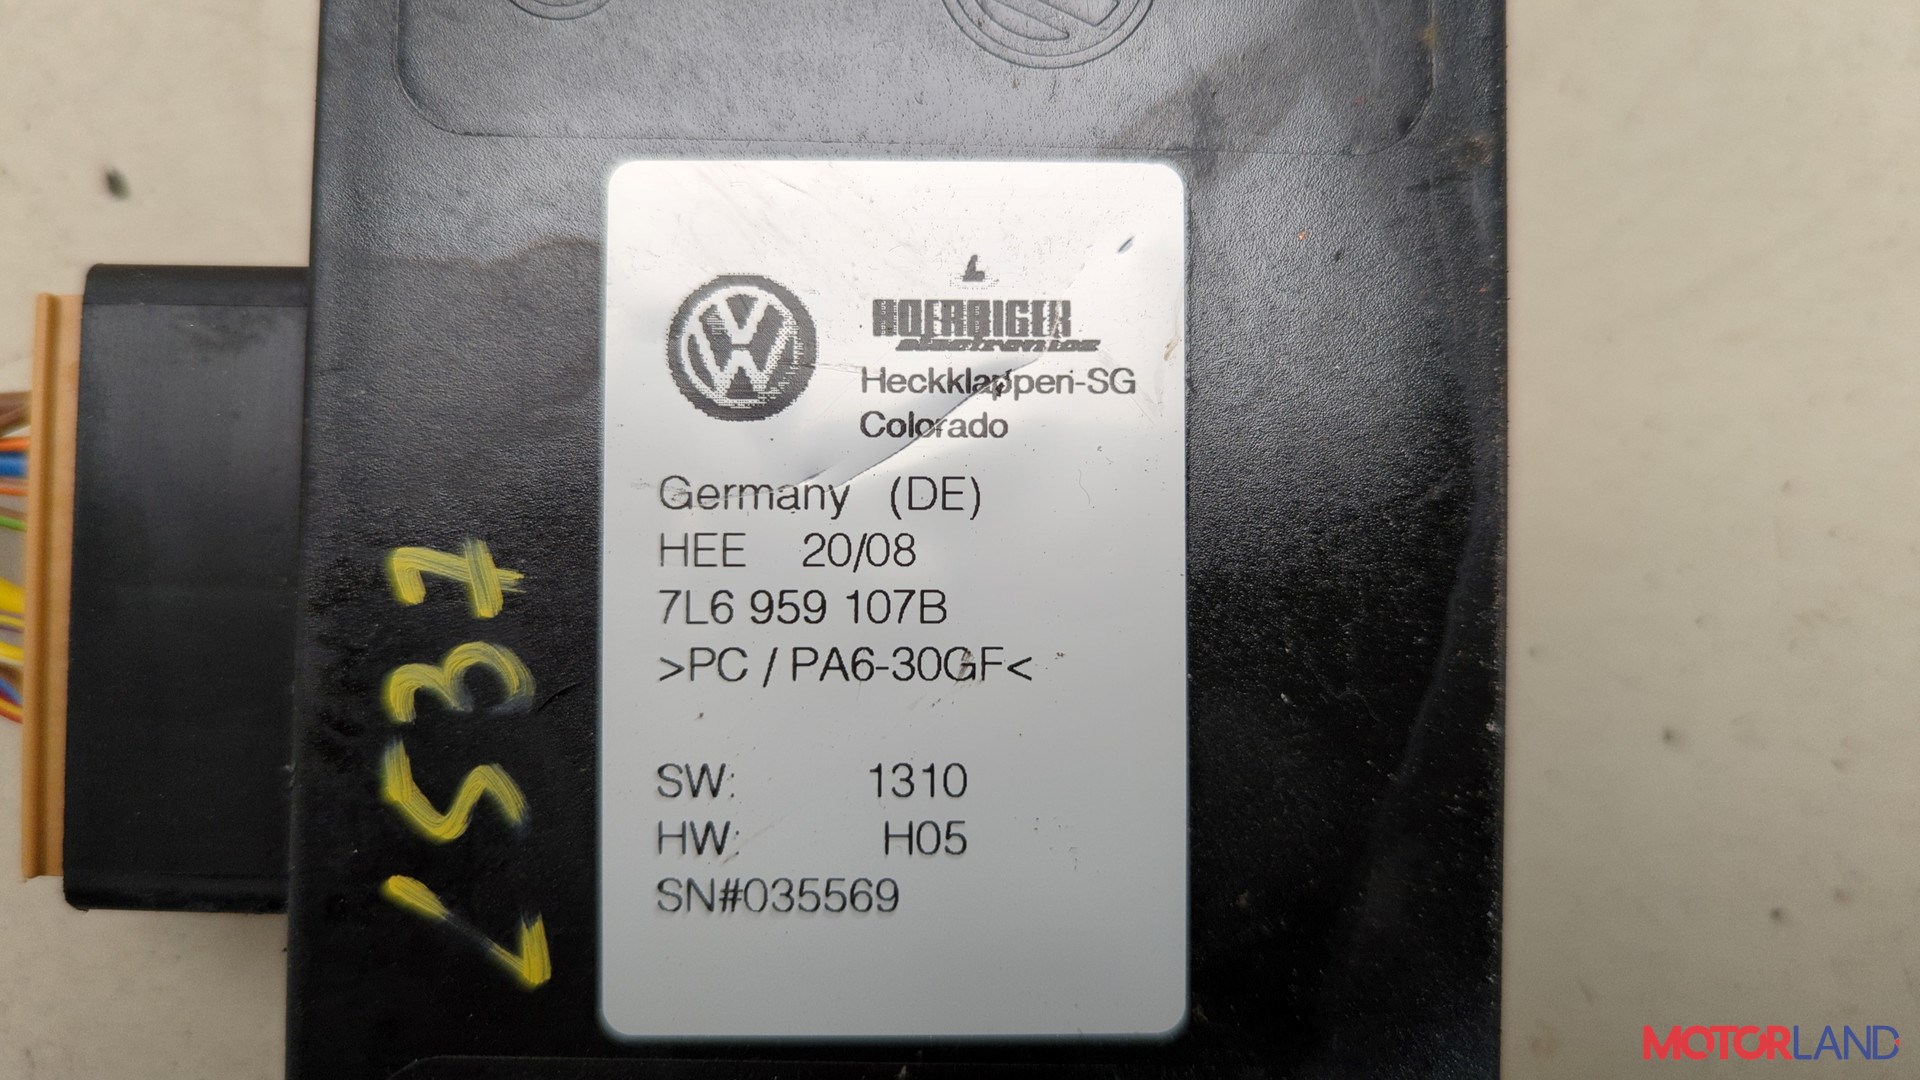 HOERBIGER
electronics
Heckklappen-SG
Colorado
Germany (DE)
HEE 20/08
7L6 959 107B
>PC / PA6-30GF<
SW: 1310
HW: H05
SN#035569
MOTORLAND